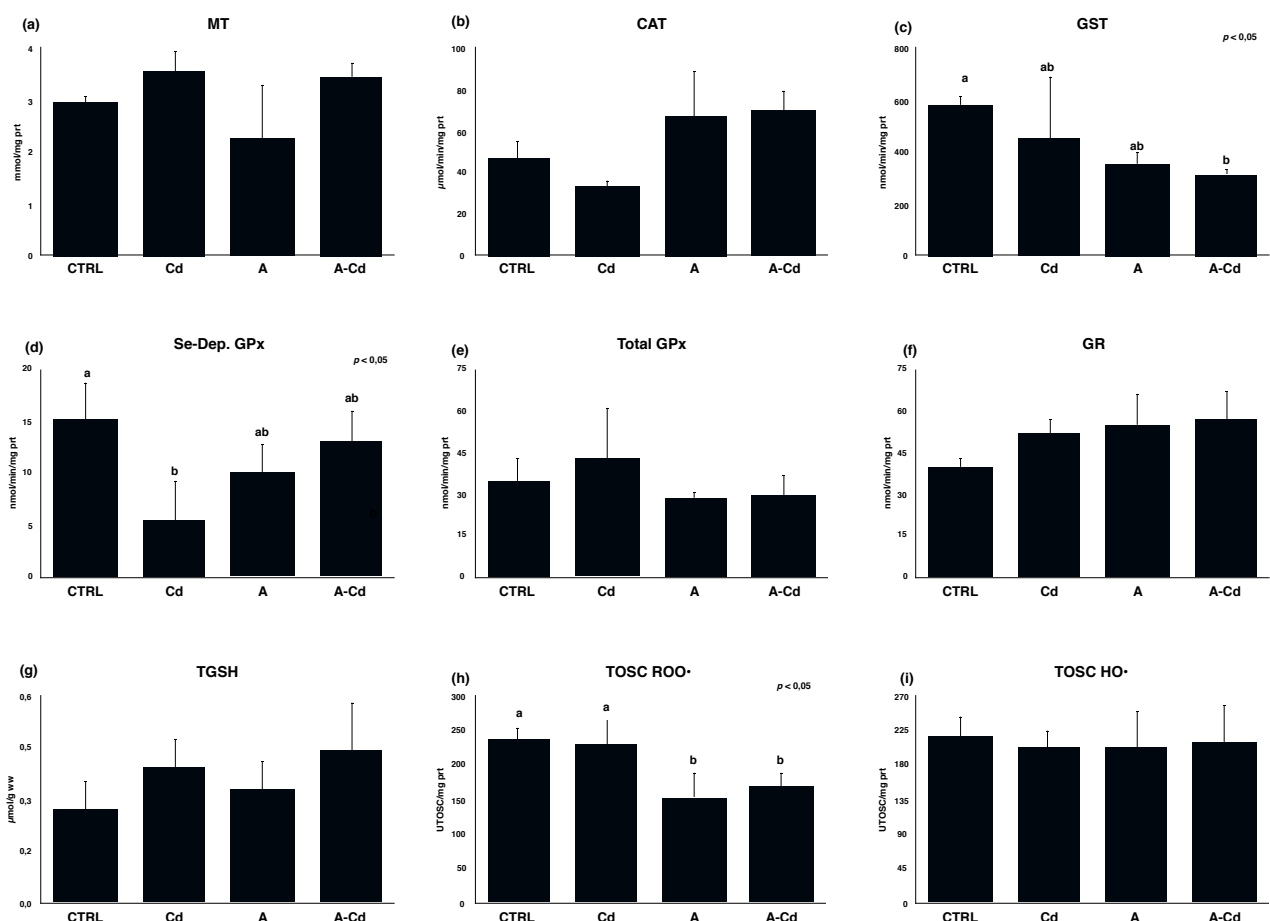 (a) MT
4
3
2
1
0
mmol/mg prt
CTRL Cd A A-Cd
(b) CAT
100
80
60
40
20
0
µmol/min/mg prt
CTRL Cd A A-Cd
(c) GST
p < 0,05
800
600
400
200
0
nmol/min/mg prt
a ab ab b
CTRL Cd A A-Cd
(d) Se-Dep. GPx
p < 0,05
20
15
10
5
0
nmol/min/mg prt
a b ab ab
b
CTRL Cd A A-Cd
(e) Total GPx
75
60
45
30
15
0
nmol/min/mg prt
CTRL Cd A A-Cd
(f) GR
75
60
45
30
15
0
nmol/min/mg prt
CTRL Cd A A-Cd
(g) TGSH
0,6
0,5
0,3
0,2
0,0
µmol/g ww
CTRL Cd A A-Cd
(h) TOSC ROO•
p < 0,05
300
250
200
150
100
50
0
UTOSC/mg prt
a a b b
CTRL Cd A A-Cd
(i) TOSC HO•
270
225
180
135
90
45
0
UTOSC/mg prt
CTRL Cd A A-Cd